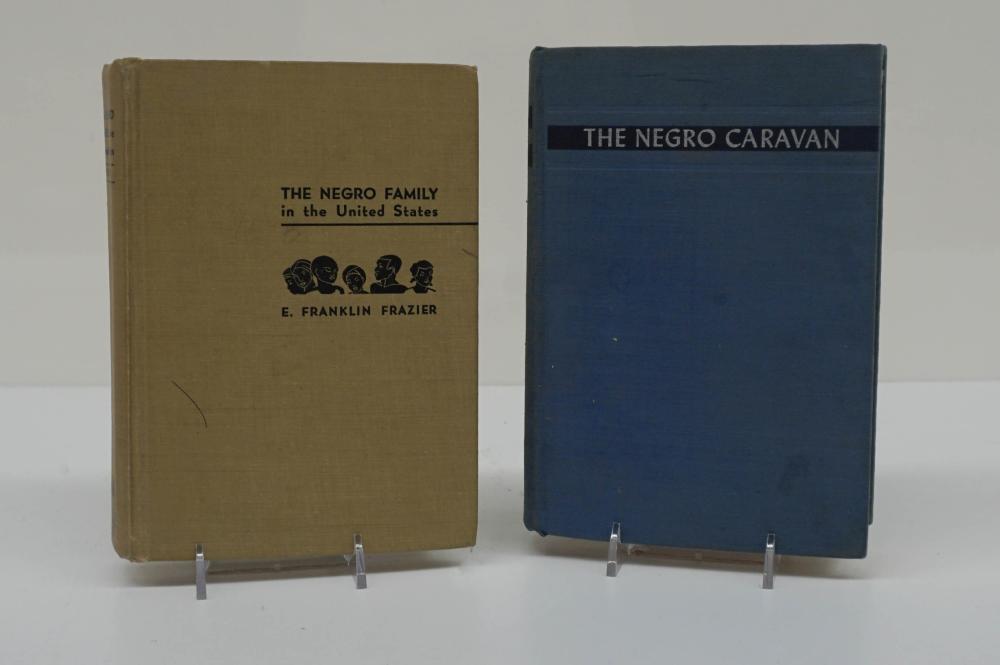 THE NEGRO FAMILY
in the United States
E. FRANKLIN FRAZIER
THE NEGRO CARAVAN